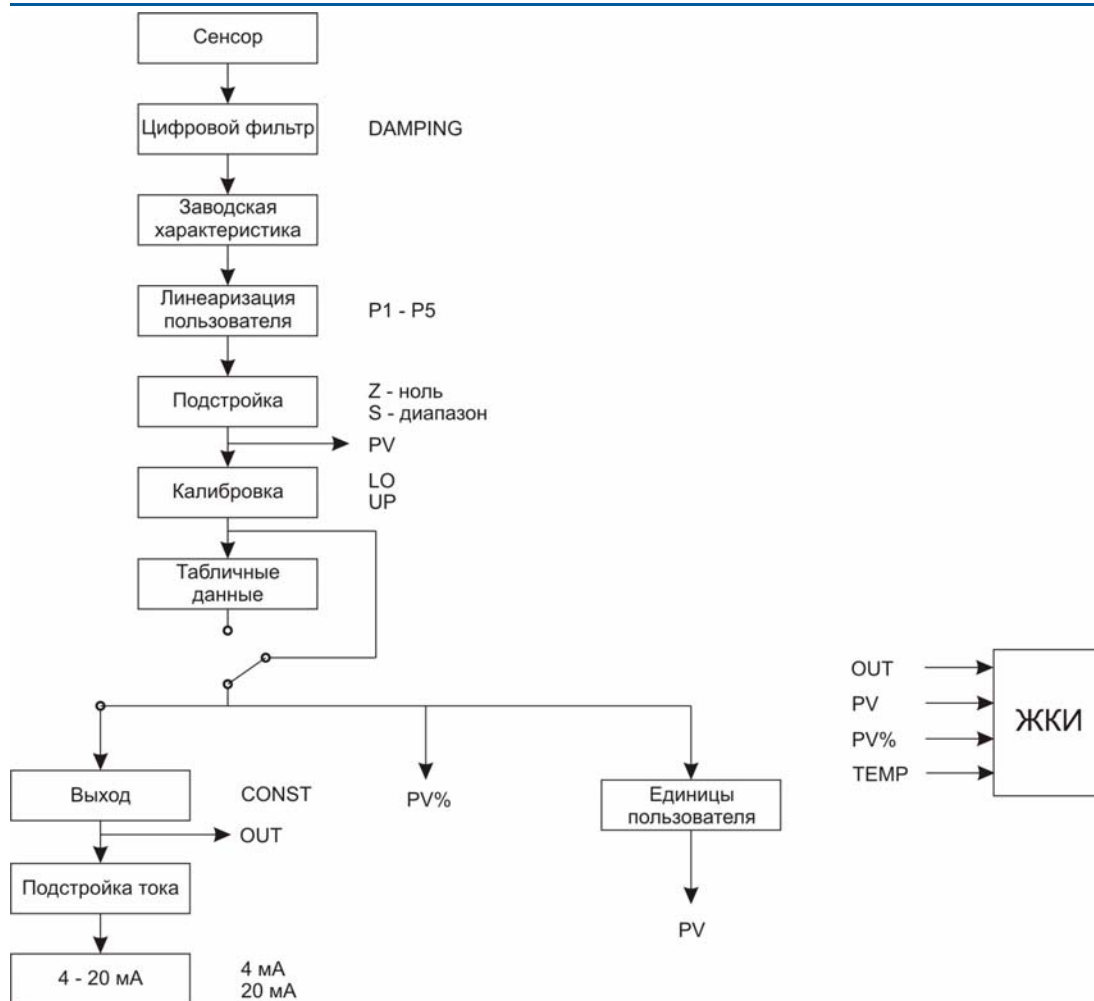 Сенсор
Цифровой фильтр
DAMPING
Заводская
характеристика
Линеаризация
пользователя
P1 - P5
Подстройка
Z - ноль
S - диапазон
PV
Калибровка
LO
UP
Табличные
данные
OUT
PV
PV%
TEMP
ЖКИ
Выход
CONST
PV%
Единицы
пользователя
OUT
Подстройка тока
PV
4 - 20 мА
4 мА
20 мА